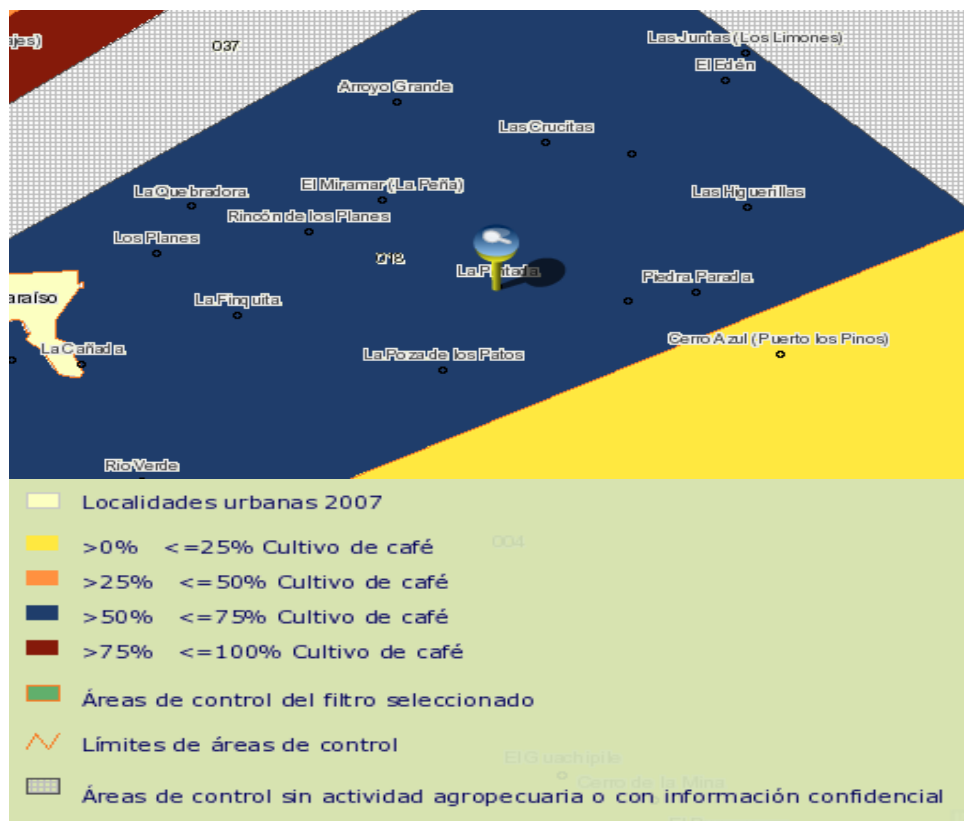 037
Las Juntas (Los Limones)
El Edén
Arroyo Grande
Las Crucitas
El Miramar (La Peña)
La Quebradora
Las Higuerillas
Rincón de los Planes
Los Planes
018
Piedra Parada
La Finquita
Cerro Azul (Puerto los Pinos)
La Cañada
La Poza de los Patos
Río Verde
Localidades urbanas 2007
004
>0% <=25% Cultivo de café
>25% <=50% Cultivo de café
>50% <=75% Cultivo de café
>75% <=100% Cultivo de café
Áreas de control del filtro seleccionado
Límites de áreas de control
El Guachipile
Cerro de la Mina
Áreas de control sin actividad agropecuaria o con información confidencial